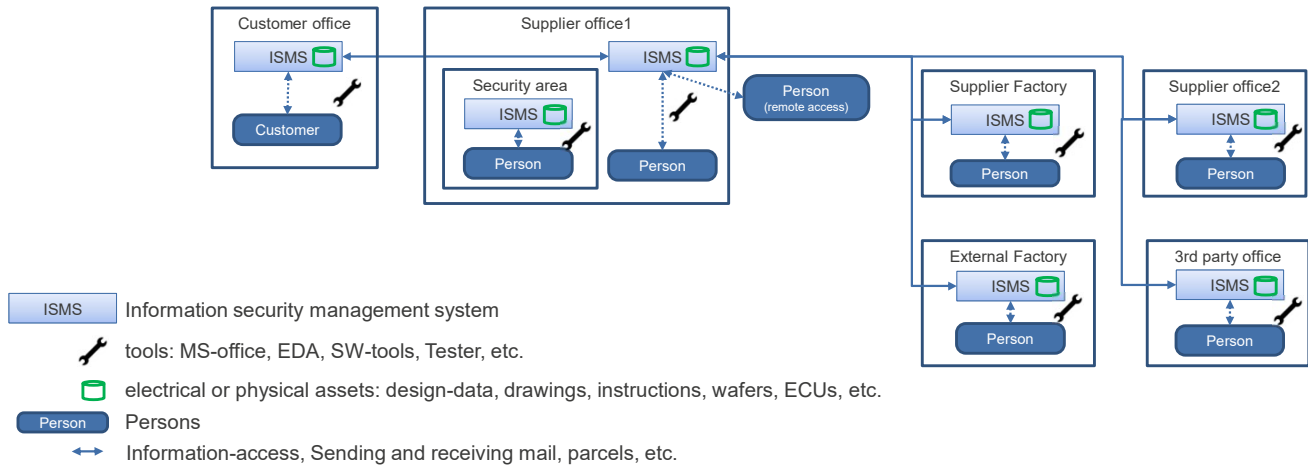 Customer office
ISMS
Customer
Supplier office1
ISMS
Security area
ISMS
Person
Person
Person
(remote access)
Supplier Factory
ISMS
Person
Supplier office2
ISMS
Person
External Factory
ISMS
Person
3rd party office
ISMS
Person
ISMS Information security management system
tools: MS-office, EDA, SW-tools, Tester, etc.
electrical or physical assets: design-data, drawings, instructions, wafers, ECUs, etc.
Person Persons
Information-access, Sending and receiving mail, parcels, etc.